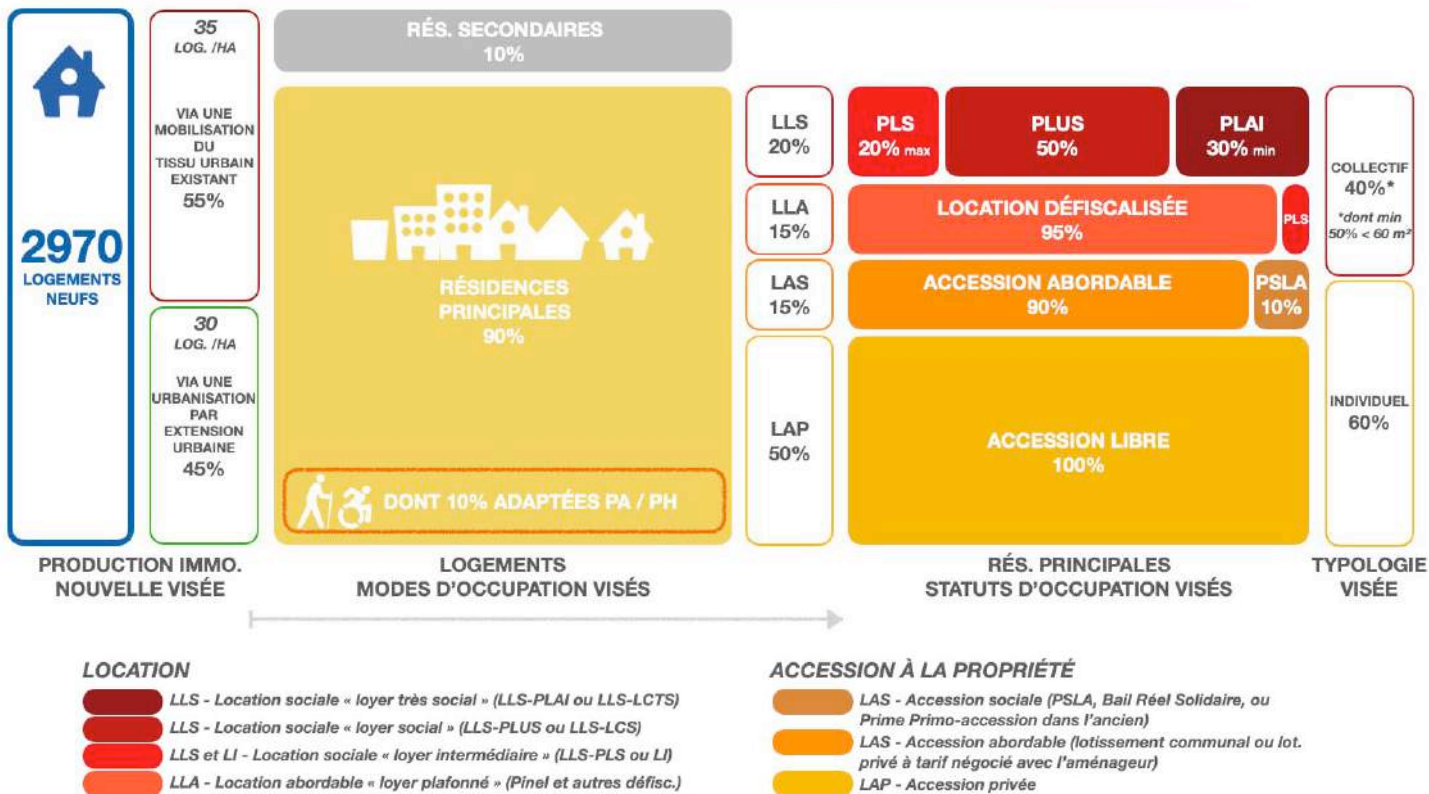 2970
LOGEMENTS
NEUFS
35
LOG. /HA
VIA UNE
MOBILISATION
DU
TISSU URBAIN
EXISTANT
55%
30
LOG. /HA
VIA UNE
URBANISATION
PAR
EXTENSION
URBAINE
45%
RÉS. SECONDAIRES
10%
RÉSIDENCES
PRINCIPALES
90%
DONT 10% ADAPTÉES PA / PH
LLS
20%
LLA
15%
LAS
15%
LAP
50%
PLS
20% max
PLUS
50%
PLAI
30% min
LOCATION DÉFISCALISÉE
95%
PLS
ACCESSION ABORDABLE
90%
PSLA
10%
ACCESSION LIBRE
100%
COLLECTIF
40%*
*dont min
50% < 60 m²
INDIVIDUEL
60%
PRODUCTION IMMO.
NOUVELLE VISÉE
LOGEMENTS
MODES D'OCCUPATION VISÉS
RÉS. PRINCIPALES
STATUTS D'OCCUPATION VISÉS
TYPOLOGIE
VISÉE
LOCATION
LLS - Location sociale « loyer très social » (LLS-PLAI ou LLS-LCTS)
LLS - Location sociale « loyer social » (LLS-PLUS ou LLS-LCS)
LLS et LI - Location sociale « loyer intermédiaire » (LLS-PLS ou LI)
LLA - Location abordable « loyer plafonné » (Pinel et autres défisc.)
ACCESSION À LA PROPRIÉTÉ
LAS - Accession sociale (PSLA, Bail Réel Solidaire, ou
Prime Primo-accession dans l'ancien)
LAS - Accession abordable (lotissement communal ou lot.
privé à tarif négocié avec l'aménageur)
LAP - Accession privée